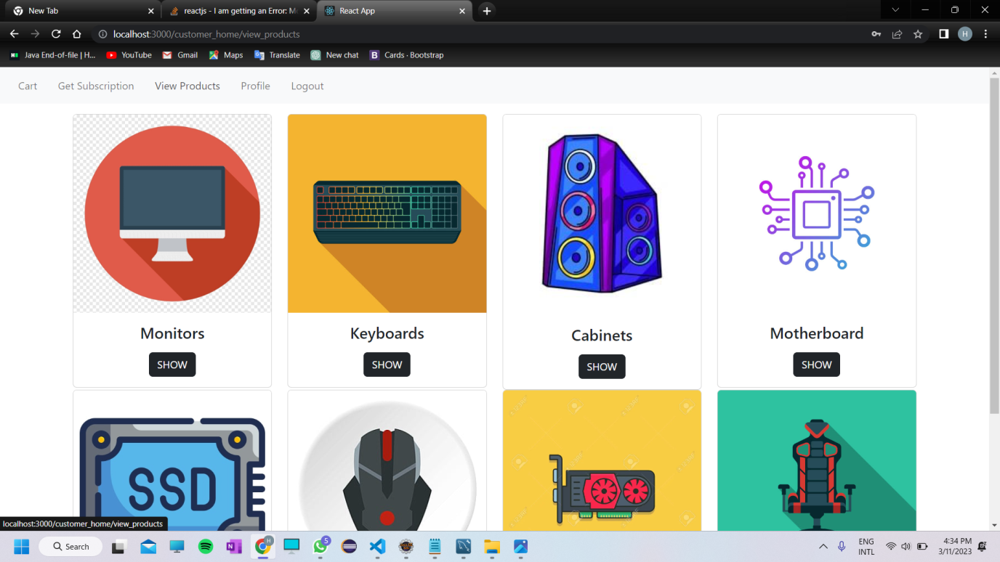 New Tab
reactjs - I am getting an Error: M
React App
localhost:3000/customer_home/view_products
H
Java End-of-file | H...
YouTube
Gmail
Maps
Translate
New chat
B
Cards · Bootstrap
Cart
Get Subscription
View Products
Profile
Logout
Monitors
Keyboards
Cabinets
Motherboard
SHOW
SHOW
SHOW
SHOW
SSD
localhost:3000/customer_home/view_products
Search
N
H
5
ENG
INTL
4:34 PM
3/11/2023